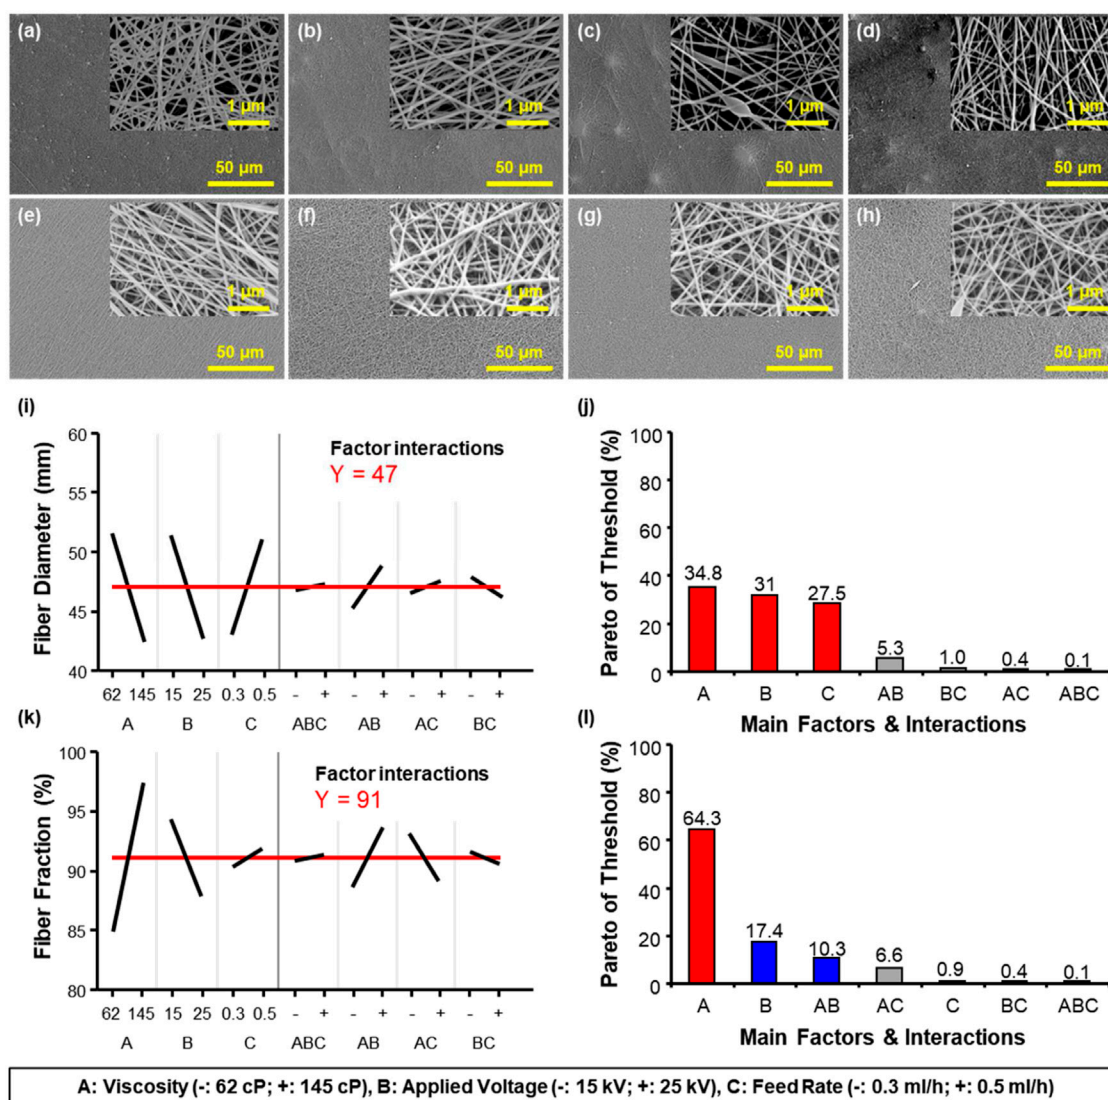 (a)
1 μm
50 μm
(b)
1 μm
50 μm
(c)
1 μm
50 μm
(d)
1 μm
50 μm
(e)
1 μm
50 μm
(f)
1 μm
50 μm
(g)
1 μm
50 μm
(h)
1 μm
50 μm
(i)
Fiber Diameter (mm)
60
55
50
45
40
Factor interactions
Y = 47
62 145 15 25 0.3 0.5 - + - + - + - +
A B C ABC AB AC BC
(j)
Pareto of Threshold (%)
100
80
60
40
20
0
34.8
31
27.5
5.3
1.0
0.4
0.1
A B C AB BC AC ABC
Main Factors & Interactions
(k)
Fiber Fraction (%)
100
95
90
85
80
Factor interactions
Y = 91
62 145 15 25 0.3 0.5 - + - + - + - +
A B C ABC AB AC BC
(l)
Pareto of Threshold (%)
100
80
60
40
20
0
64.3
17.4
10.3
6.6
0.9
0.4
0.1
A B AB AC C BC ABC
Main Factors & Interactions
A: Viscosity (-: 62 cP; +: 145 cP), B: Applied Voltage (-: 15 kV; +: 25 kV), C: Feed Rate (-: 0.3 ml/h; +: 0.5 ml/h)